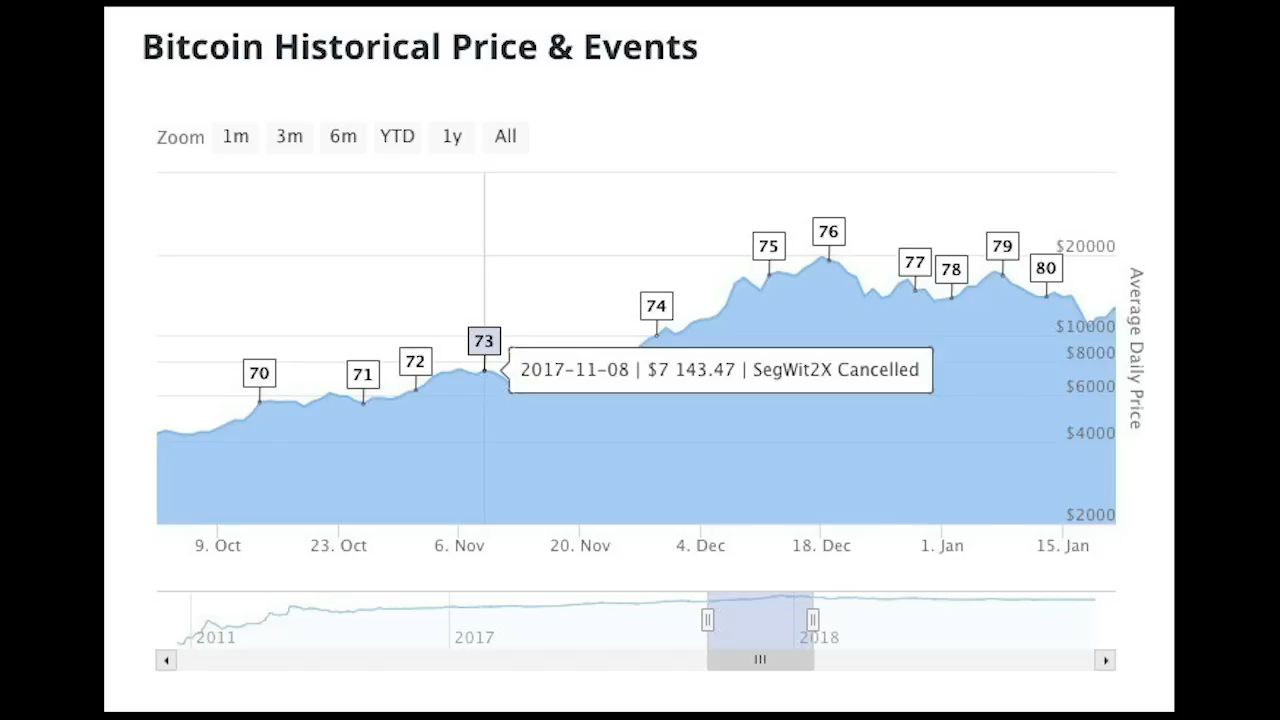 Bitcoin Historical Price & Events
Zoom 1m 3m 6m YTD 1y All
76
75 79
$20000
77 78 80
74
$10000
73
$8000
2017-11-08 | $7 143.47 | SegWit2X Cancelled
72
70 71
$6000
$4000
$2000
Average Daily Price
9. Oct 23. Oct 6. Nov 20. Nov 4. Dec 18. Dec 1. Jan 15. Jan
2011 2017 2018